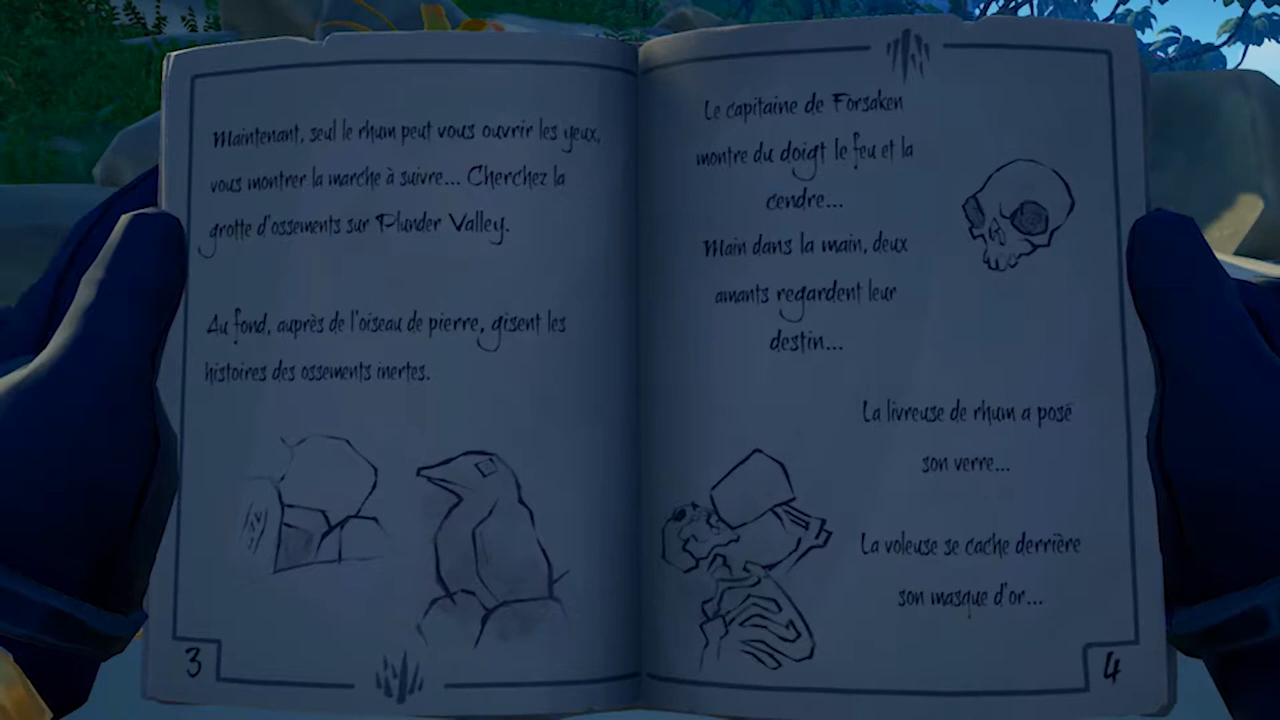 Maintenant, seul le rhum peut vous ouvrir les yeux,
vous montrer la marche à suivre... Cherchez la
grotte d'ossements sur Plunder Valley.
Au fond, auprès de l'oiseau de pierre, gisent les
histoires des ossements inertes.
3
Le capitaine de Forsaken
montre du doigt le feu et la
cendre...
Main dans la main, deux
amants regardent leur
destin...
La livreuse de rhum a posé
son verre...
La voleuse se cache derrière
son masque d'or...
4